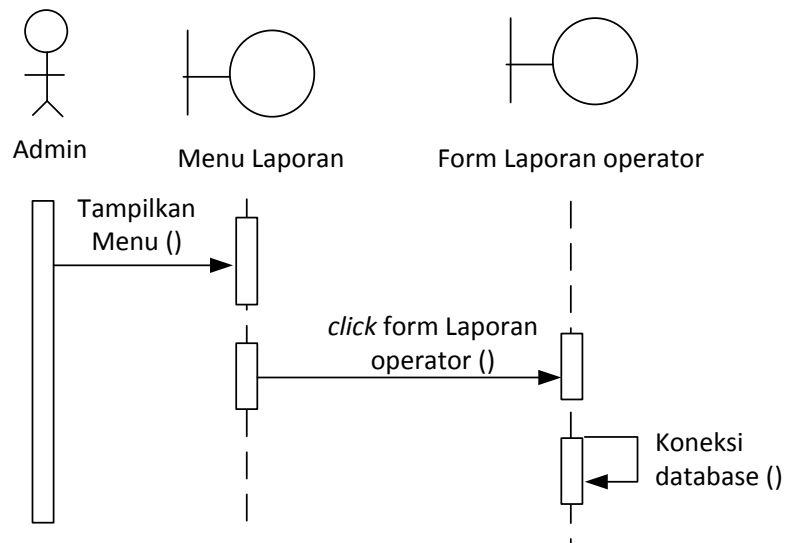 Admin
Menu Laporan
Form Laporan operator
Tampilkan
Menu ()
click form Laporan
operator ()
Koneksi
database ()